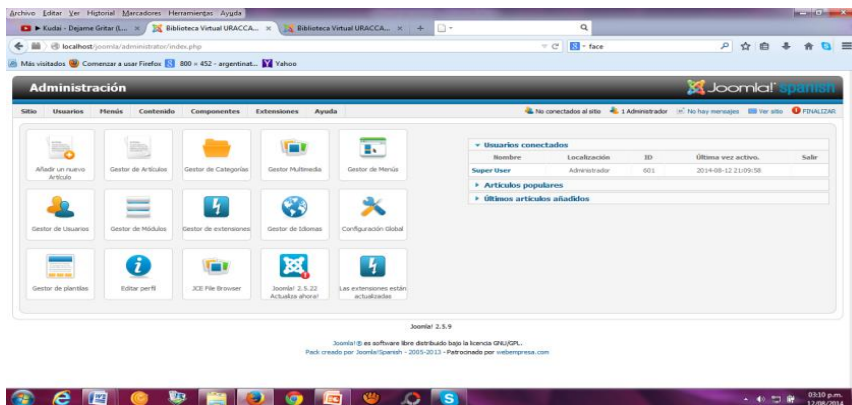 Archivo Editar Ver Historial Marcadores Herramientas Ayuda
Kudai - Dejame Gritar (L... Biblioteca Virtual URACCA... Biblioteca Virtual URACCA...
localhost/joomla/administrator/index.php face
Más visitados Comenzar a usar Firefox 800 × 452 - argentinat... Yahoo
Administración Joomla! spanish
Sitio Usuarios Menús Contenido Componentes Extensiones Ayuda No conectados al sitio 1 Administrador No hay mensajes Ver sitio FINALIZAR
Usuarios conectados
Nombre Localización ID Última vez activo. Salir
Super User Administrador 601 2014-08-12 21:09:58
Artículos populares
Últimos artículos añadidos
Añadir un nuevo Artículo
Gestor de Artículos
Gestor de Categorías
Gestor Multimedia
Gestor de Menús
Gestor de Usuarios
Gestor de Módulos
Gestor de extensiones
Gestor de Idiomas
Configuración Global
Gestor de plantillas
Editar perfil
JCE File Browser
Joomla! 2.5.22 Actualiza ahora!
Las extensiones están actualizadas
Joomla! 2.5.9
Joomla! ® es software libre distribuido bajo la licencia GNU/GPL.
Pack creado por Joomla!Spanish - 2005-2013 - Patrocinado por webempresa.com
03:10 p.m.
12/08/2014